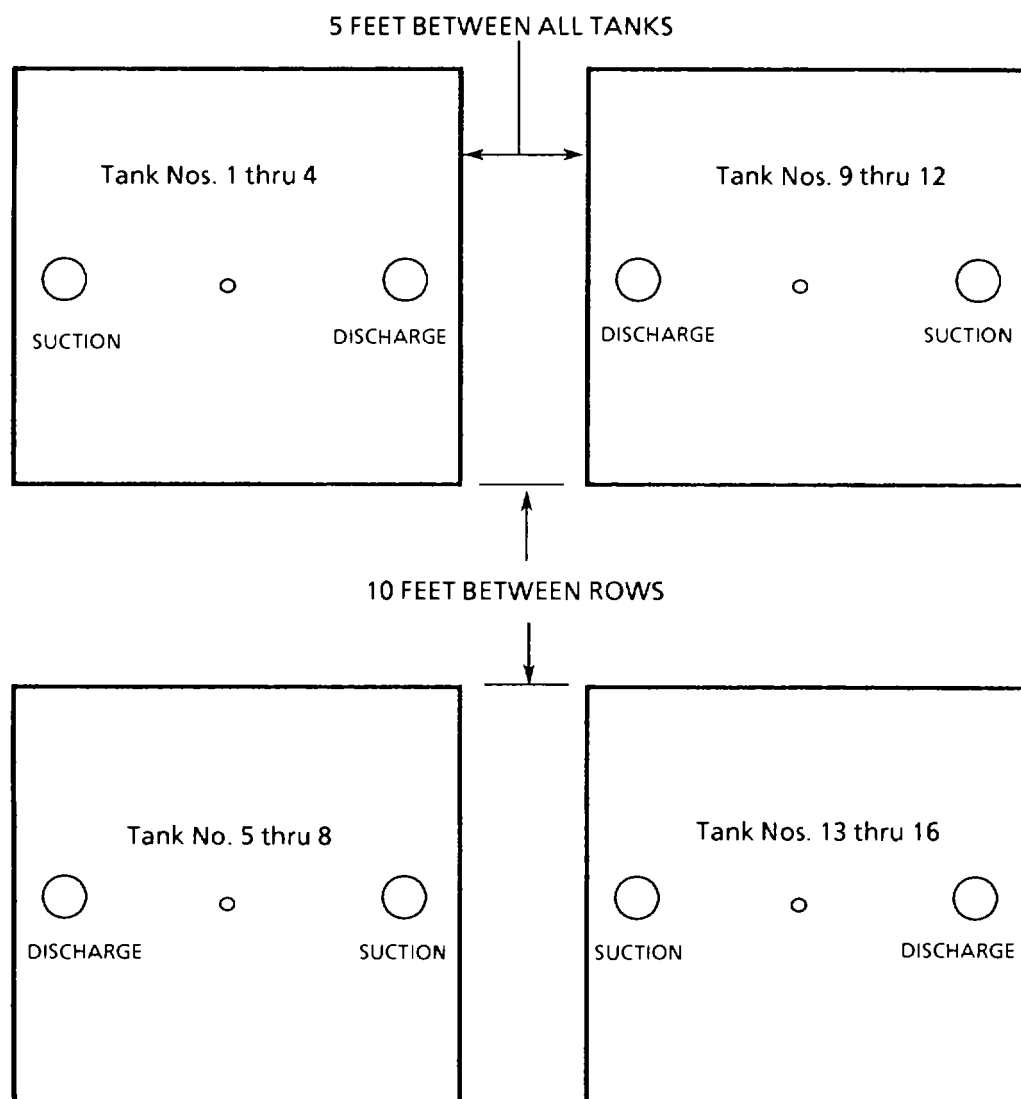 5 FEET BETWEEN ALL TANKS
Tank Nos. 1 thru 4
Tank Nos. 9 thru 12
SUCTION
DISCHARGE
DISCHARGE
SUCTION
10 FEET BETWEEN ROWS
Tank No. 5 thru 8
Tank Nos. 13 thru 16
DISCHARGE
SUCTION
SUCTION
DISCHARGE